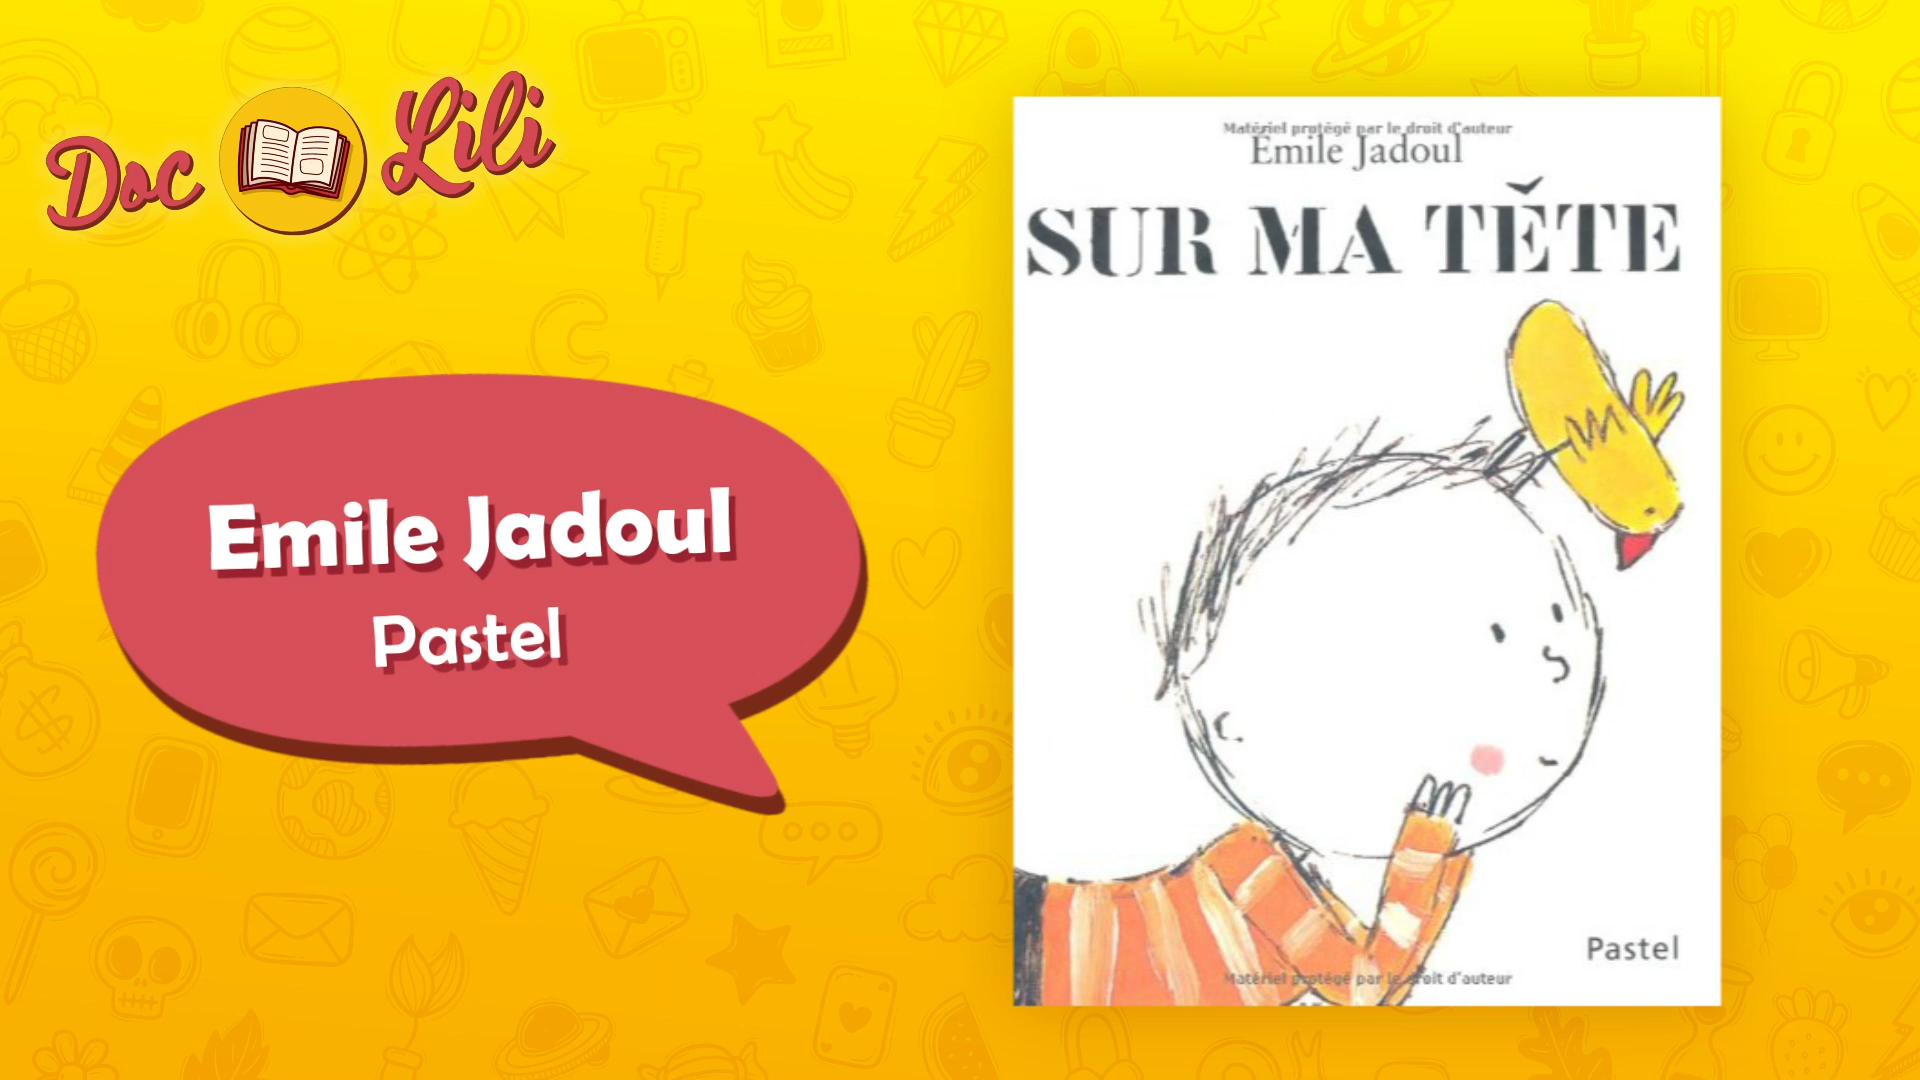 Doc Lili
Emile Jadoul
Pastel
Matériel protégé par le droit d'auteur
Émile Jadoul
SUR MA TÊTE
Pastel
Matériel protégé par le droit d'auteur